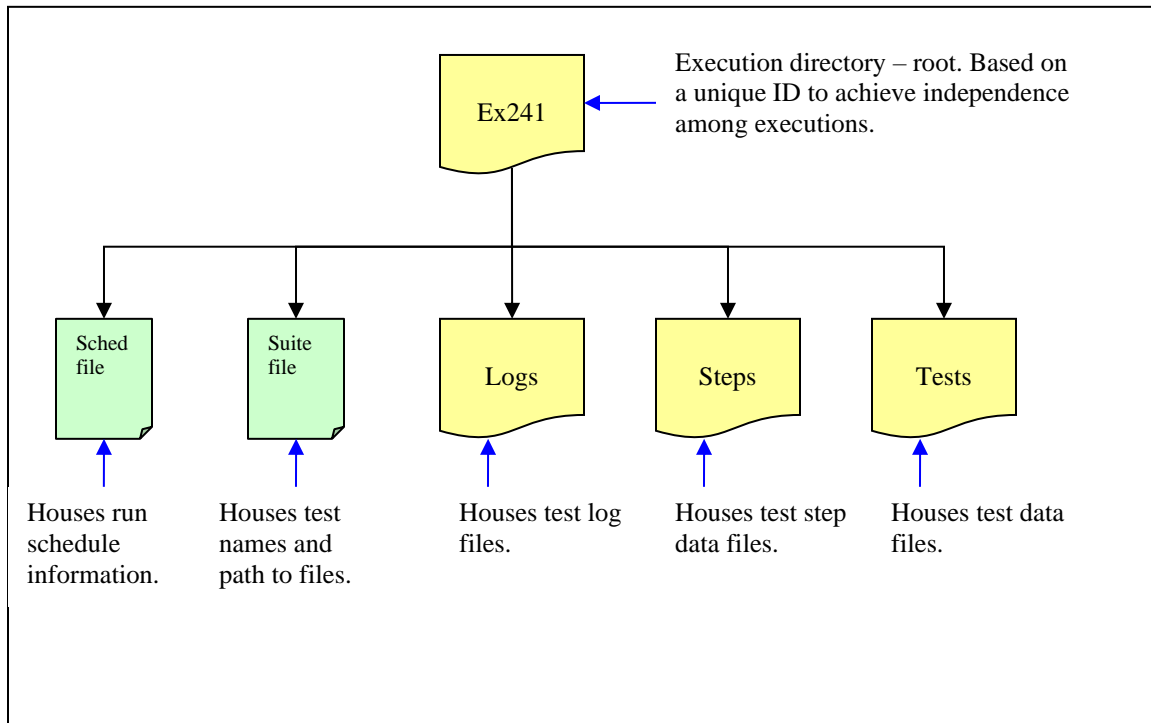 Execution directory – root. Based on
a unique ID to achieve independence
among executions.
Ex241
Sched
file
Suite
file
Logs
Steps
Tests
Houses run
schedule
information.
Houses test
names and
path to files.
Houses test log
files.
Houses test step
data files.
Houses test data
files.